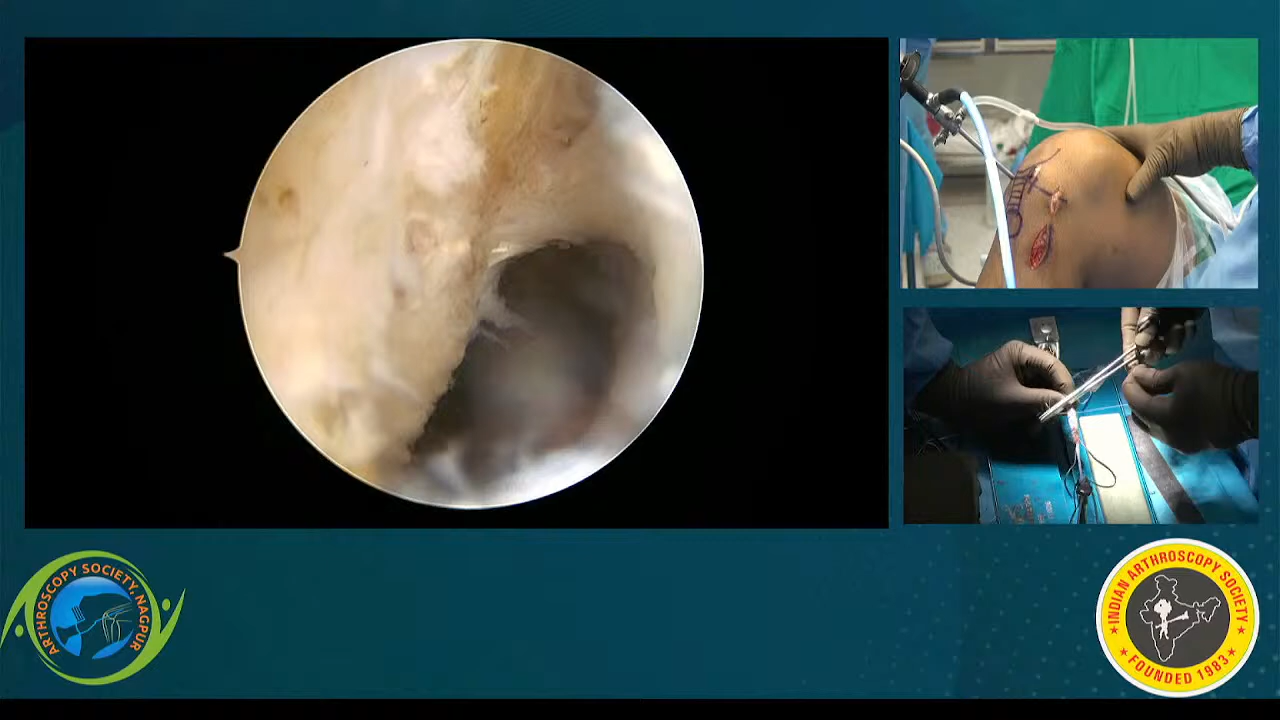 ARTHROSCOPY SOCIETY, NAGPUR
INDIAN ARTHROSCOPY SOCIETY
★ FOUNDED 1983 ★